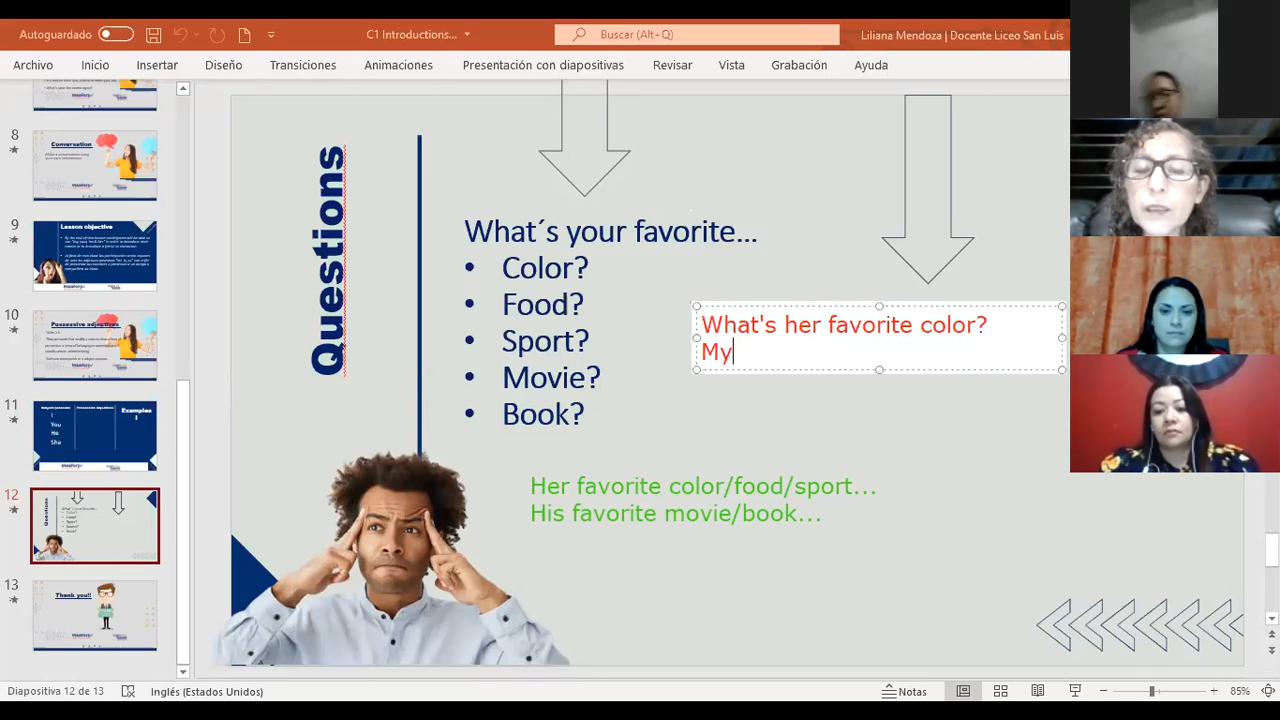 Autoguardado
C1 Introductions...
Buscar (Alt+Q)
Liliana Mendoza | Docente Liceo San Luis
Archivo
Inicio
Insertar
Diseño
Transiciones
Animaciones
Presentación con diapositivas
Revisar
Vista
Grabación
Ayuda
8
Conversation
9
Lesson objective
10
Possessive adjectives
11
Examples
I
You
He
She
12
Questions
13
Thank you!!
Questions
What´s your favorite...
• Color?
• Food?
• Sport?
• Movie?
• Book?
What's her favorite color?
My
Her favorite color/food/sport...
His favorite movie/book...
Diapositiva 12 de 13
Inglés (Estados Unidos)
Notas
85%